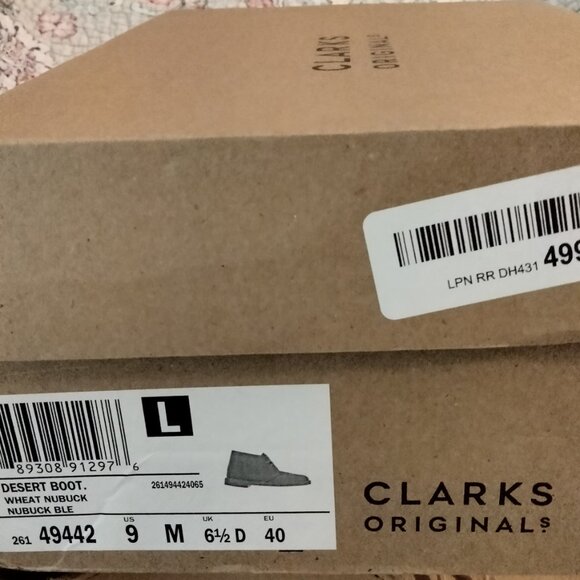 CLARKS
ORIGINALS
LPN RR DH431 499
L
89308 91297 6
DESERT BOOT.
WHEAT NUBUCK
NUBUCK BLE
261494424065
US UK EU
261 49442 9 M 6½ D 40
CLARKS
ORIGINALS